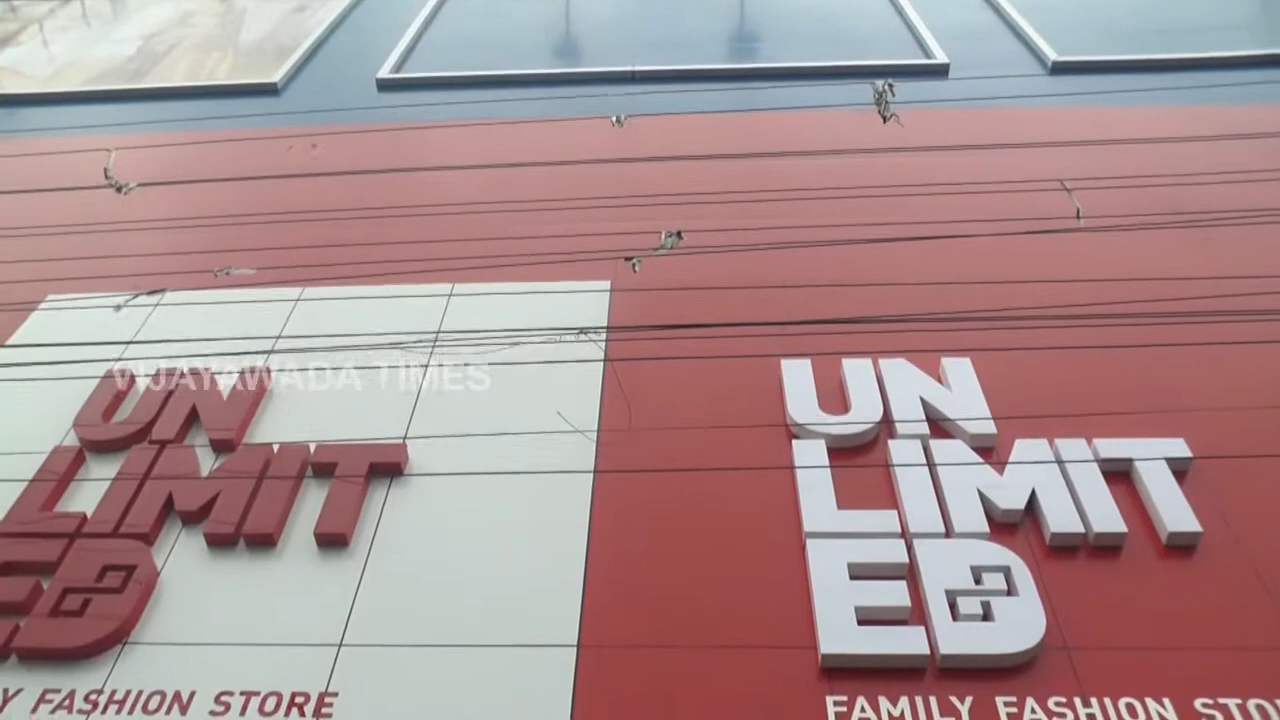 VIJAYAWADA TIMES
UN
LIMIT
ED
Y FASHION STORE
UN
LIMIT
ED
FAMILY FASHION STO